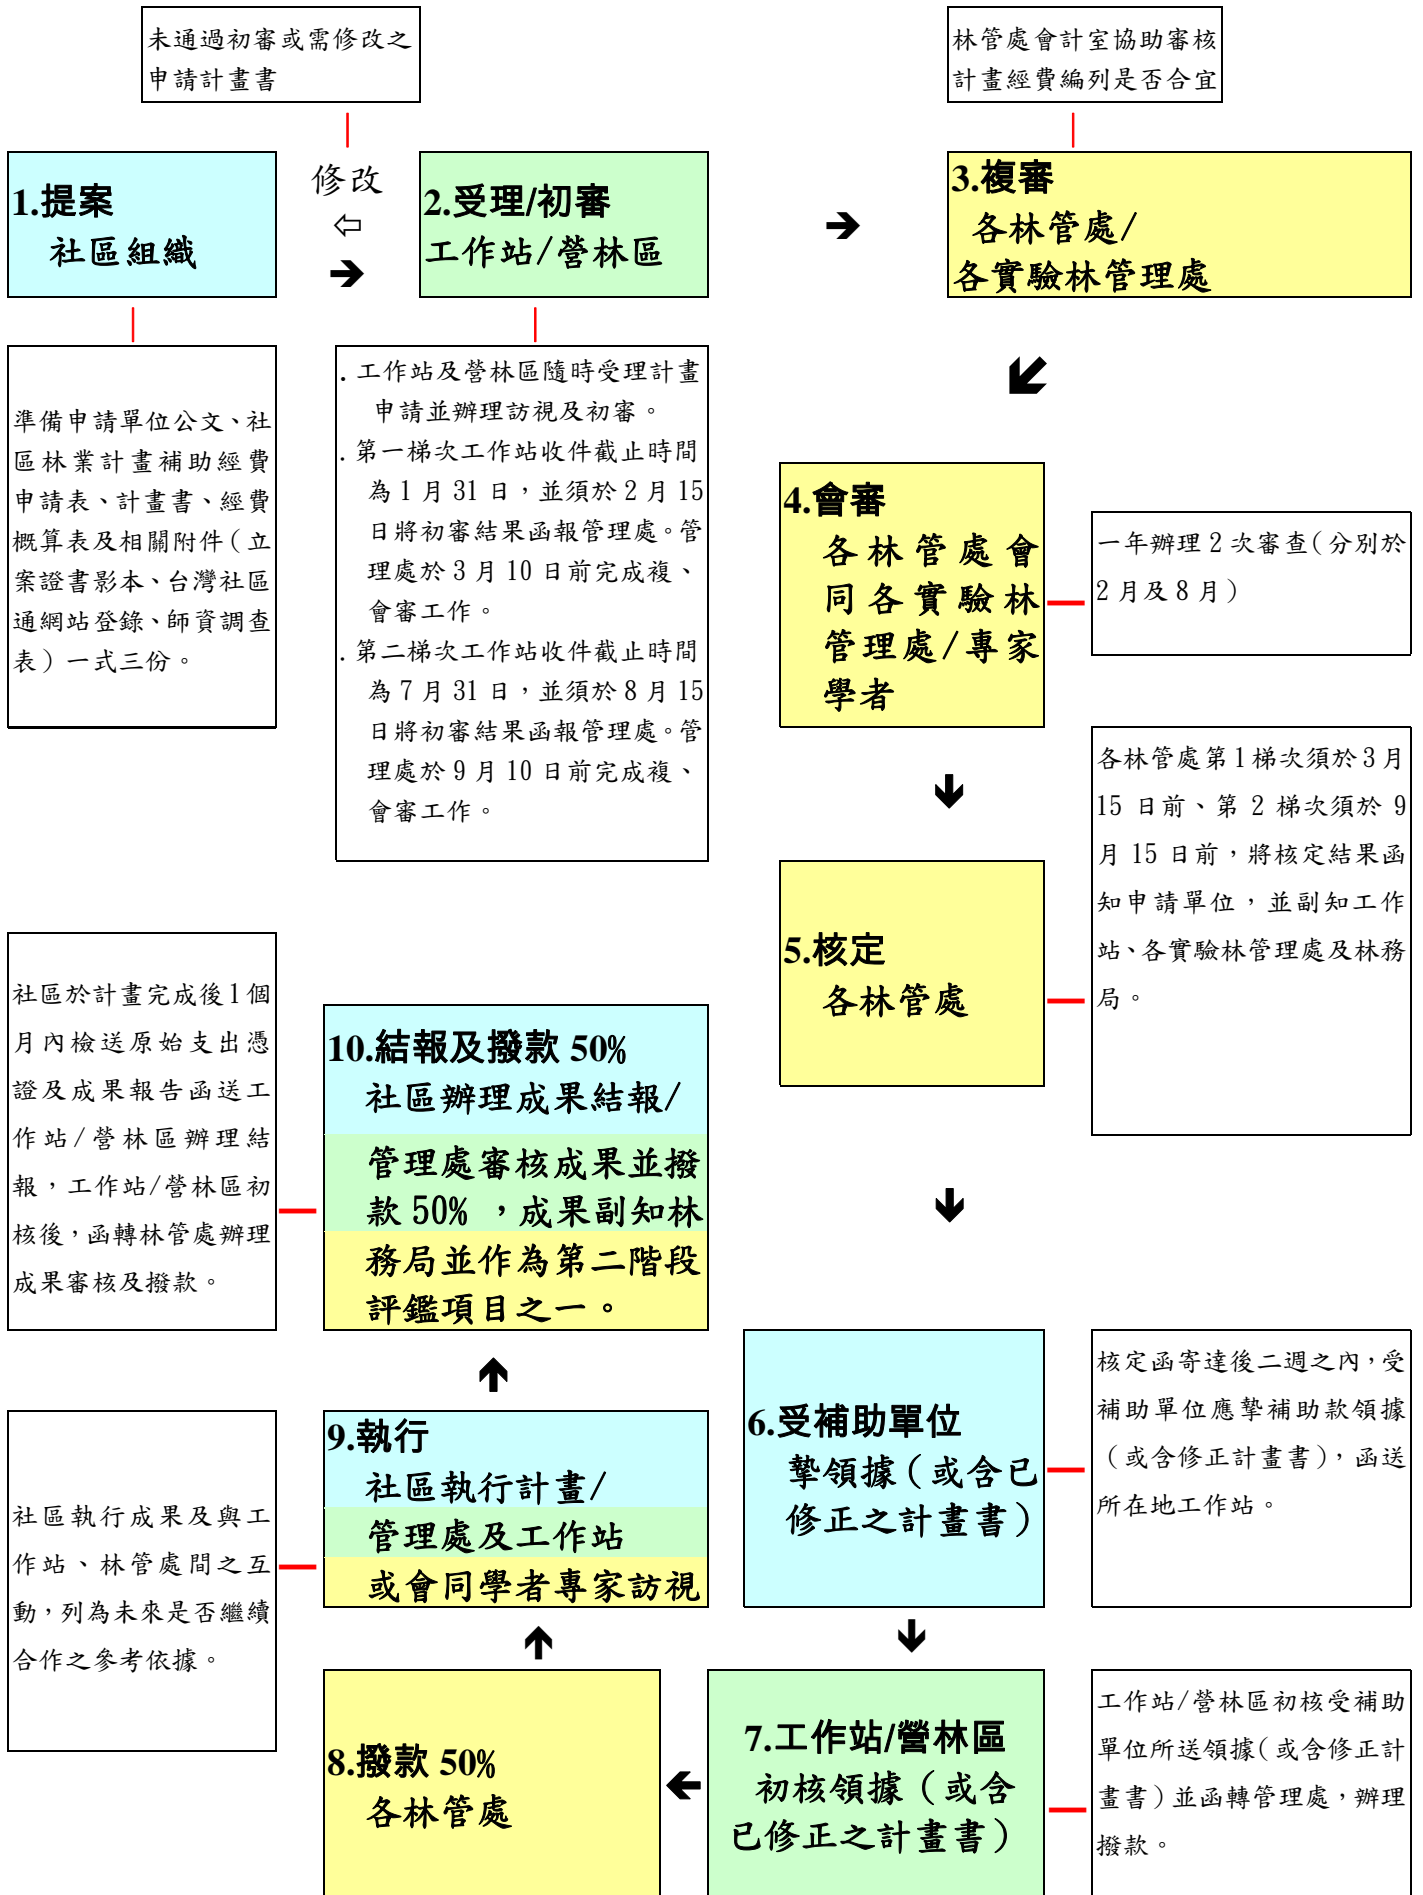 未通過初審或需修改之
申請計畫書
林管處會計室協助審核
計畫經費編列是否合宜
1.提案
社區組織
修改
⇦
➔
2.受理/初審
工作站/營林區
➔
3.複審
各林管處/
各實驗林管理處
準備申請單位公文、社
區林業計畫補助經費
申請表、計畫書、經費
概算表及相關附件（立
案證書影本、台灣社區
通網站登錄、師資調查
表）一式三份。
. 工作站及營林區隨時受理計畫
申請並辦理訪視及初審。
. 第一梯次工作站收件截止時間
為1月31日，並須於2月15
日將初審結果函報管理處。管
理處於3月10日前完成複、
會審工作。
. 第二梯次工作站收件截止時間
為7月31日，並須於8月15
日將初審結果函報管理處。管
理處於9月10日前完成複、
會審工作。
4.會審
各林管處會
同各實驗林
管理處/專家
學者
一年辦理2次審查(分別於
2月及8月)
5.核定
各林管處
各林管處第1梯次須於3月
15日前、第2梯次須於9
月15日前，將核定結果函
知申請單位，並副知工作
站、各實驗林管理處及林務
局。
社區於計畫完成後1個
月內檢送原始支出憑
證及成果報告函送工
作站/營林區辦理結
報，工作站/營林區初
核後，函轉林管處辦理
成果審核及撥款。
10.結報及撥款 50%
社區辦理成果結報/
管理處審核成果並撥
款 50% ，成果副知林
務局並作為第二階段
評鑑項目之一。
6.受補助單位
掣領據（或含已
修正之計畫書）
核定函寄達後二週之內，受
補助單位應掣補助款領據
（或含修正計畫書），函送
所在地工作站。
社區執行成果及與工
作站、林管處間之互
動，列為未來是否繼續
合作之參考依據。
9.執行
社區執行計畫/
管理處及工作站
或會同學者專家訪視
8.撥款 50%
各林管處
7.工作站/營林區
初核領據（或含
已修正之計畫書）
工作站/營林區初核受補助
單位所送領據(或含修正計
畫書)並函轉管理處，辦理
撥款。